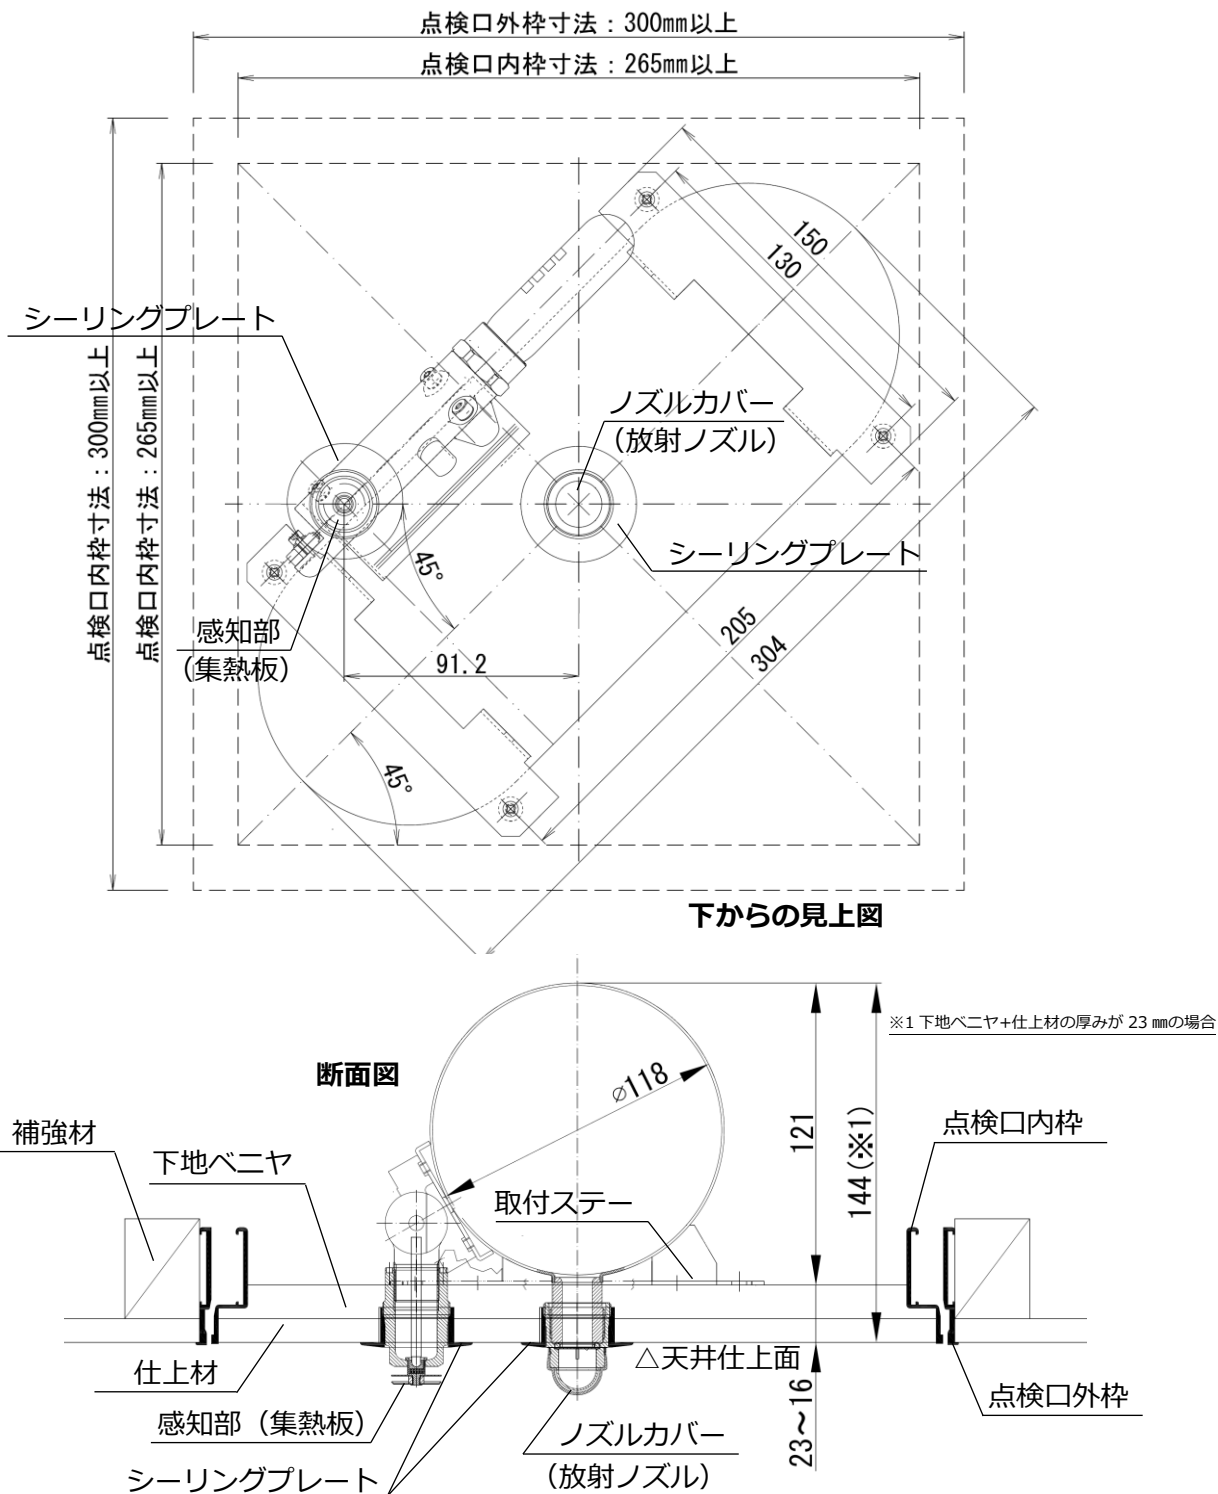 点検口外枠寸法：300mm以上
点検口内枠寸法：265mm以上
150
130
シーリングプレート
点検口内枠寸法：300mm以上
点検口内枠寸法：265mm以上
ノズルカバー
（放射ノズル）
シーリングプレート
45°
感知部
（集熱板）
91.2
205
304
45°
下からの見上図
※1 下地ベニヤ+仕上材の厚みが 23 ㎜の場合
断面図
⌀118
121
144(※1)
補強材
下地ベニヤ
点検口内枠
取付ステー
仕上材
△天井仕上面
感知部（集熱板）
点検口外枠
23～16
ノズルカバー
（放射ノズル）
シーリングプレート